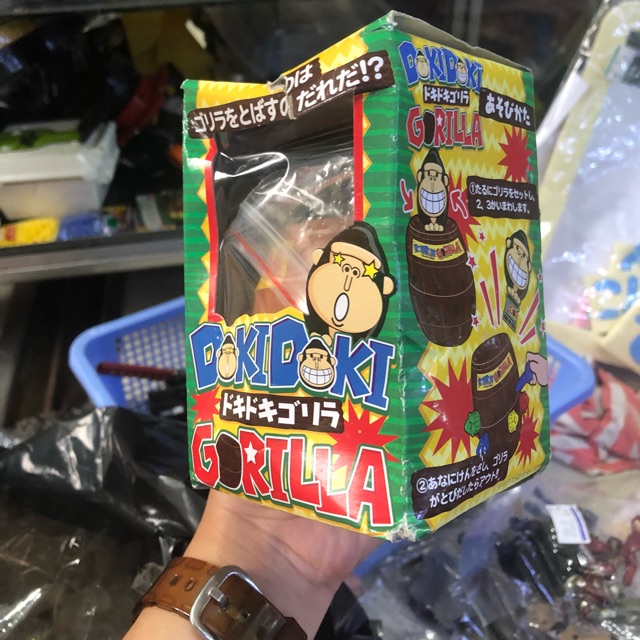 ゴリラをとばすの
はだれだ!?
DOKIDOKI
ドキドキゴリラ
GORILLA
DOKIDOKI
ドキドキゴリラ
GORILLA
あそびかた
①たるにゴリラをセットし、
2、3かいまわします。
②あなにけんをさし、ゴリラ
がとびだしたらアウト!